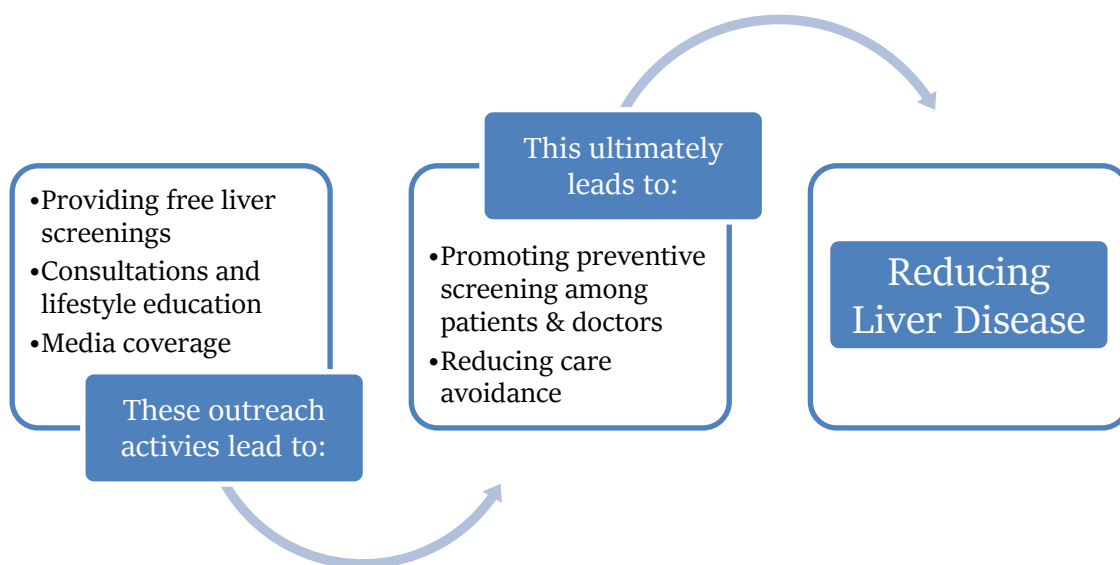 •Providing free liver
screenings
•Consultations and
lifestyle education
•Media coverage
These outreach
activies lead to:
This ultimately
leads to:
•Promoting preventive
screening among
patients & doctors
•Reducing care
avoidance
Reducing
Liver Disease